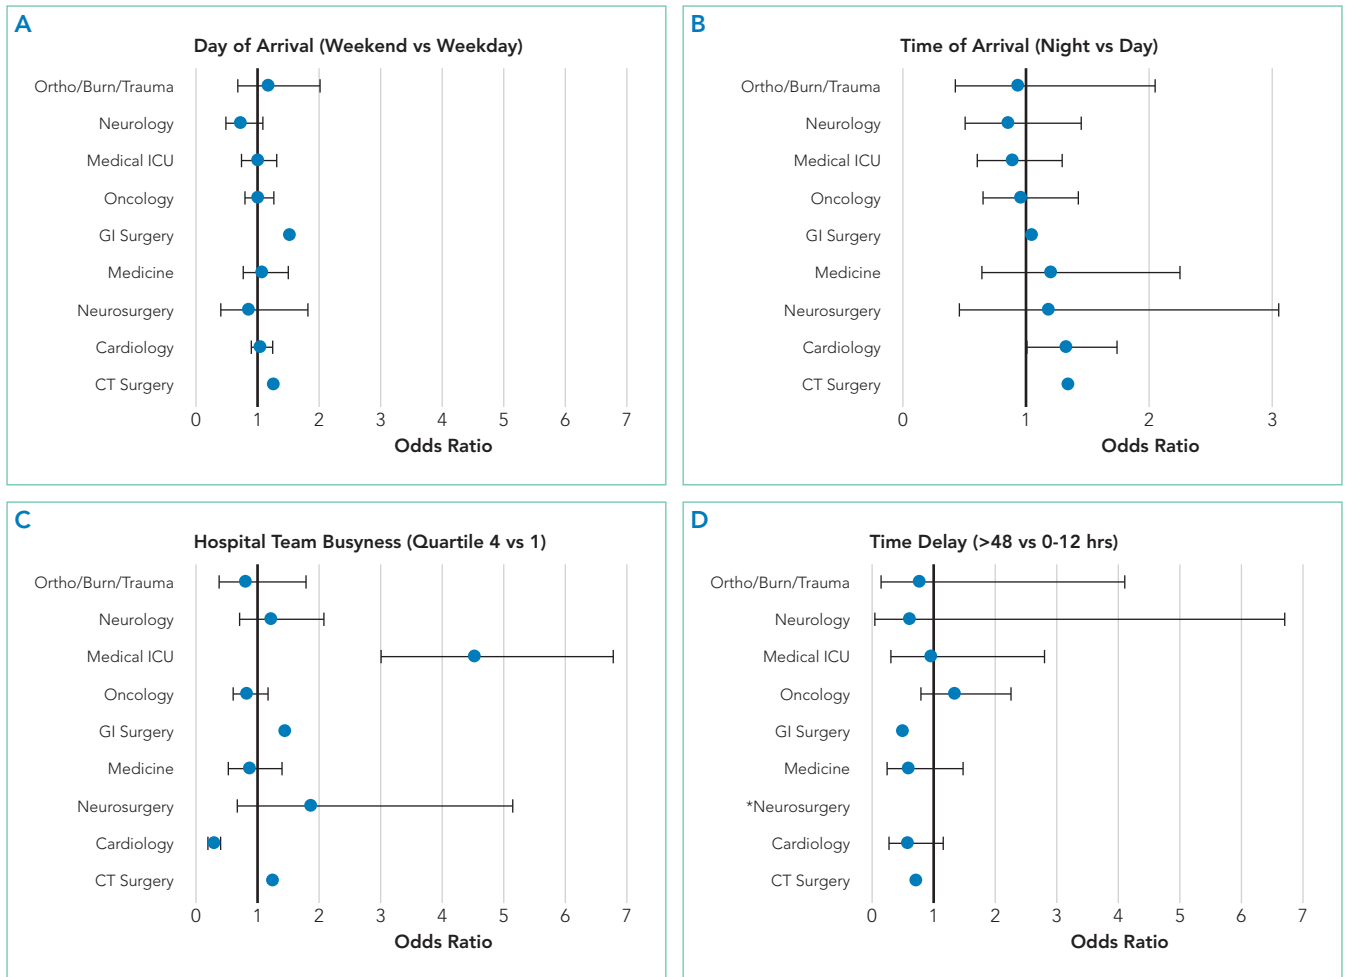 A
Day of Arrival (Weekend vs Weekday)
Ortho/Burn/Trauma
Neurology
Medical ICU
Oncology
GI Surgery
Medicine
Neurosurgery
Cardiology
CT Surgery
0 1 2 3 4 5 6 7
Odds Ratio
B
Time of Arrival (Night vs Day)
Ortho/Burn/Trauma
Neurology
Medical ICU
Oncology
GI Surgery
Medicine
Neurosurgery
Cardiology
CT Surgery
0 1 2 3
Odds Ratio
C
Hospital Team Busyness (Quartile 4 vs 1)
Ortho/Burn/Trauma
Neurology
Medical ICU
Oncology
GI Surgery
Medicine
Neurosurgery
Cardiology
CT Surgery
0 1 2 3 4 5 6 7
Odds Ratio
D
Time Delay (>48 vs 0-12 hrs)
Ortho/Burn/Trauma
Neurology
Medical ICU
Oncology
GI Surgery
Medicine
*Neurosurgery
Cardiology
CT Surgery
0 1 2 3 4 5 6 7
Odds Ratio